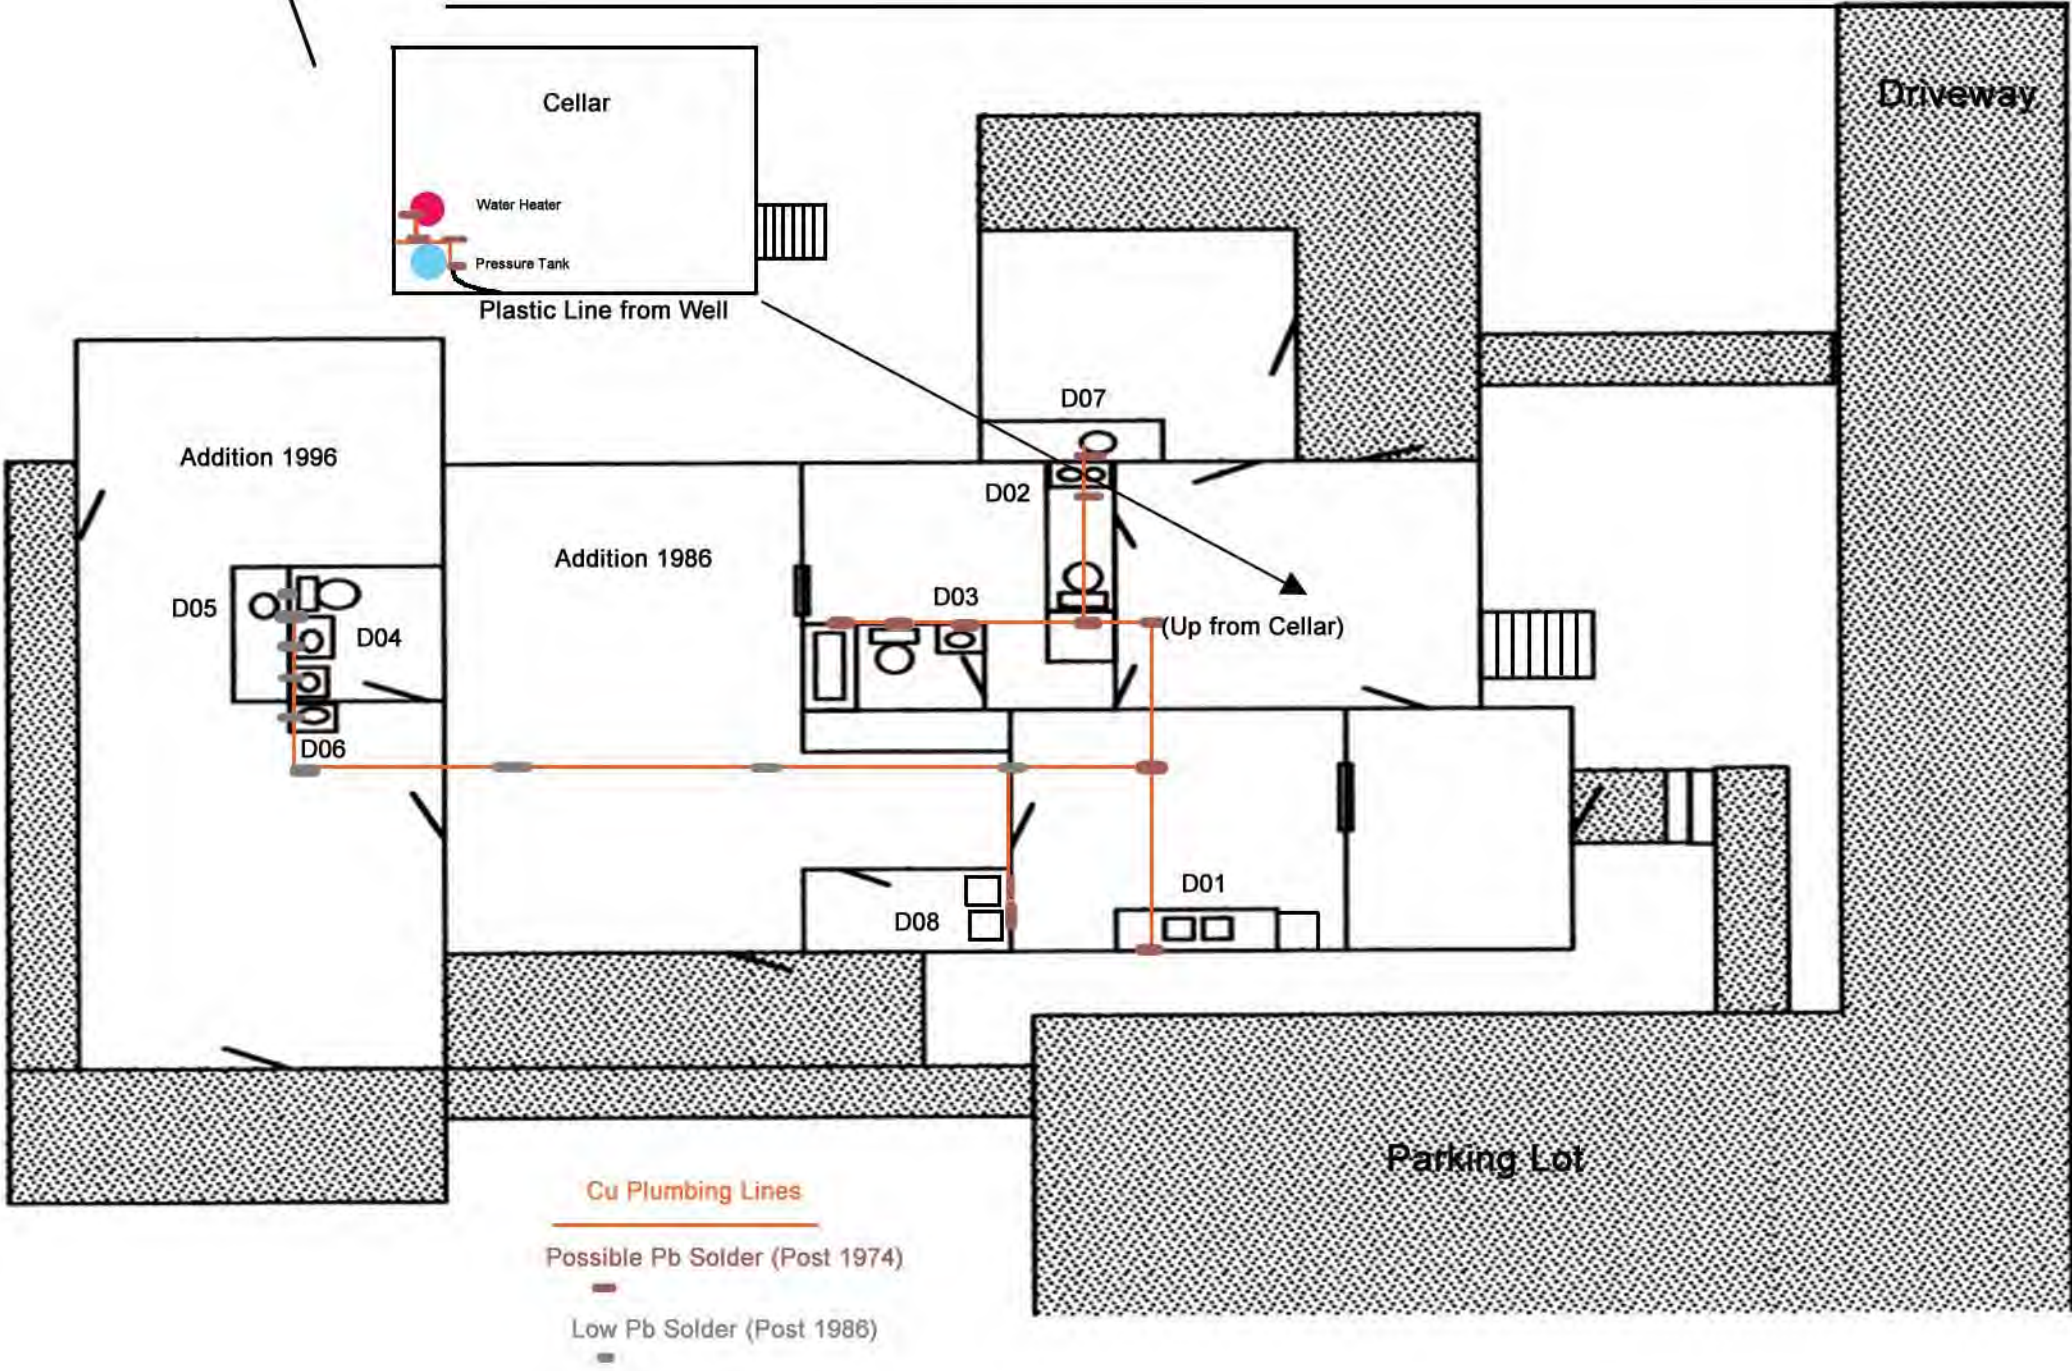 Driveway
Cellar
Water Heater
Pressure Tank
Plastic Line from Well
D07
Addition 1996
D02
Addition 1986
D03
D05
D04
(Up from Cellar)
D06
D01
D08
Parking Lot
Cu Plumbing Lines
Possible Pb Solder (Post 1974)
Low Pb Solder (Post 1986)